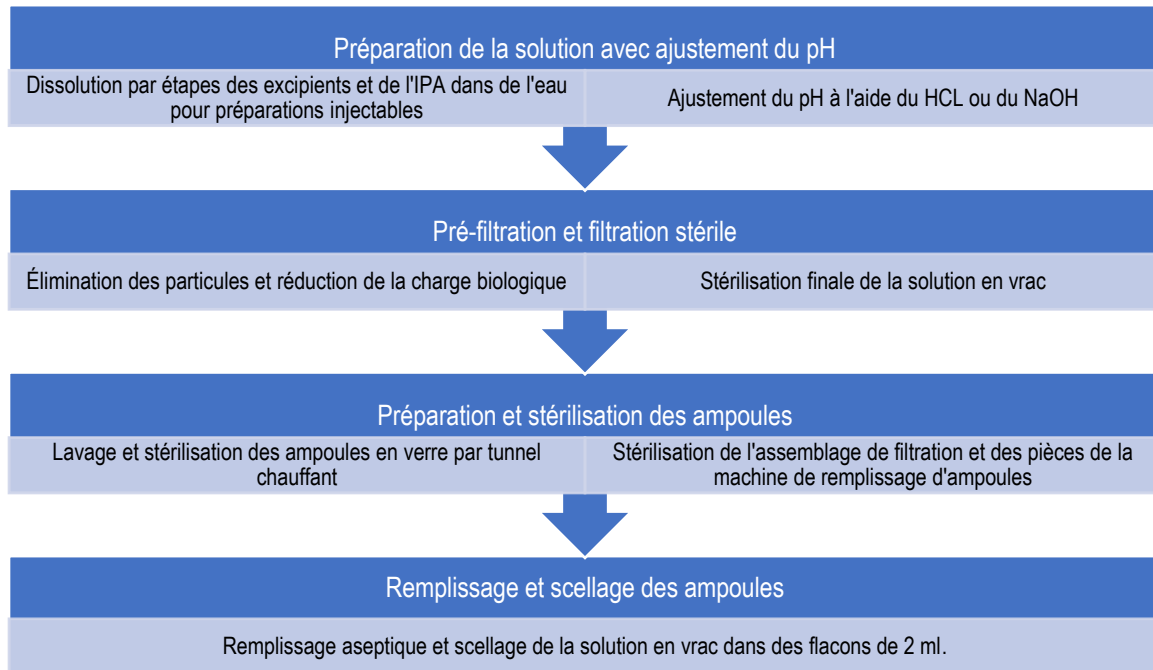 Préparation de la solution avec ajustement du pH
Dissolution par étapes des excipients et de l'IPA dans de l'eau
pour préparations injectables
Ajustement du pH à l'aide du HCL ou du NaOH
Pré-filtration et filtration stérile
Élimination des particules et réduction de la charge biologique
Stérilisation finale de la solution en vrac
Préparation et stérilisation des ampoules
Lavage et stérilisation des ampoules en verre par tunnel
chauffant
Stérilisation de l'assemblage de filtration et des pièces de la
machine de remplissage d'ampoules
Remplissage et scellage des ampoules
Remplissage aseptique et scellage de la solution en vrac dans des flacons de 2 ml.